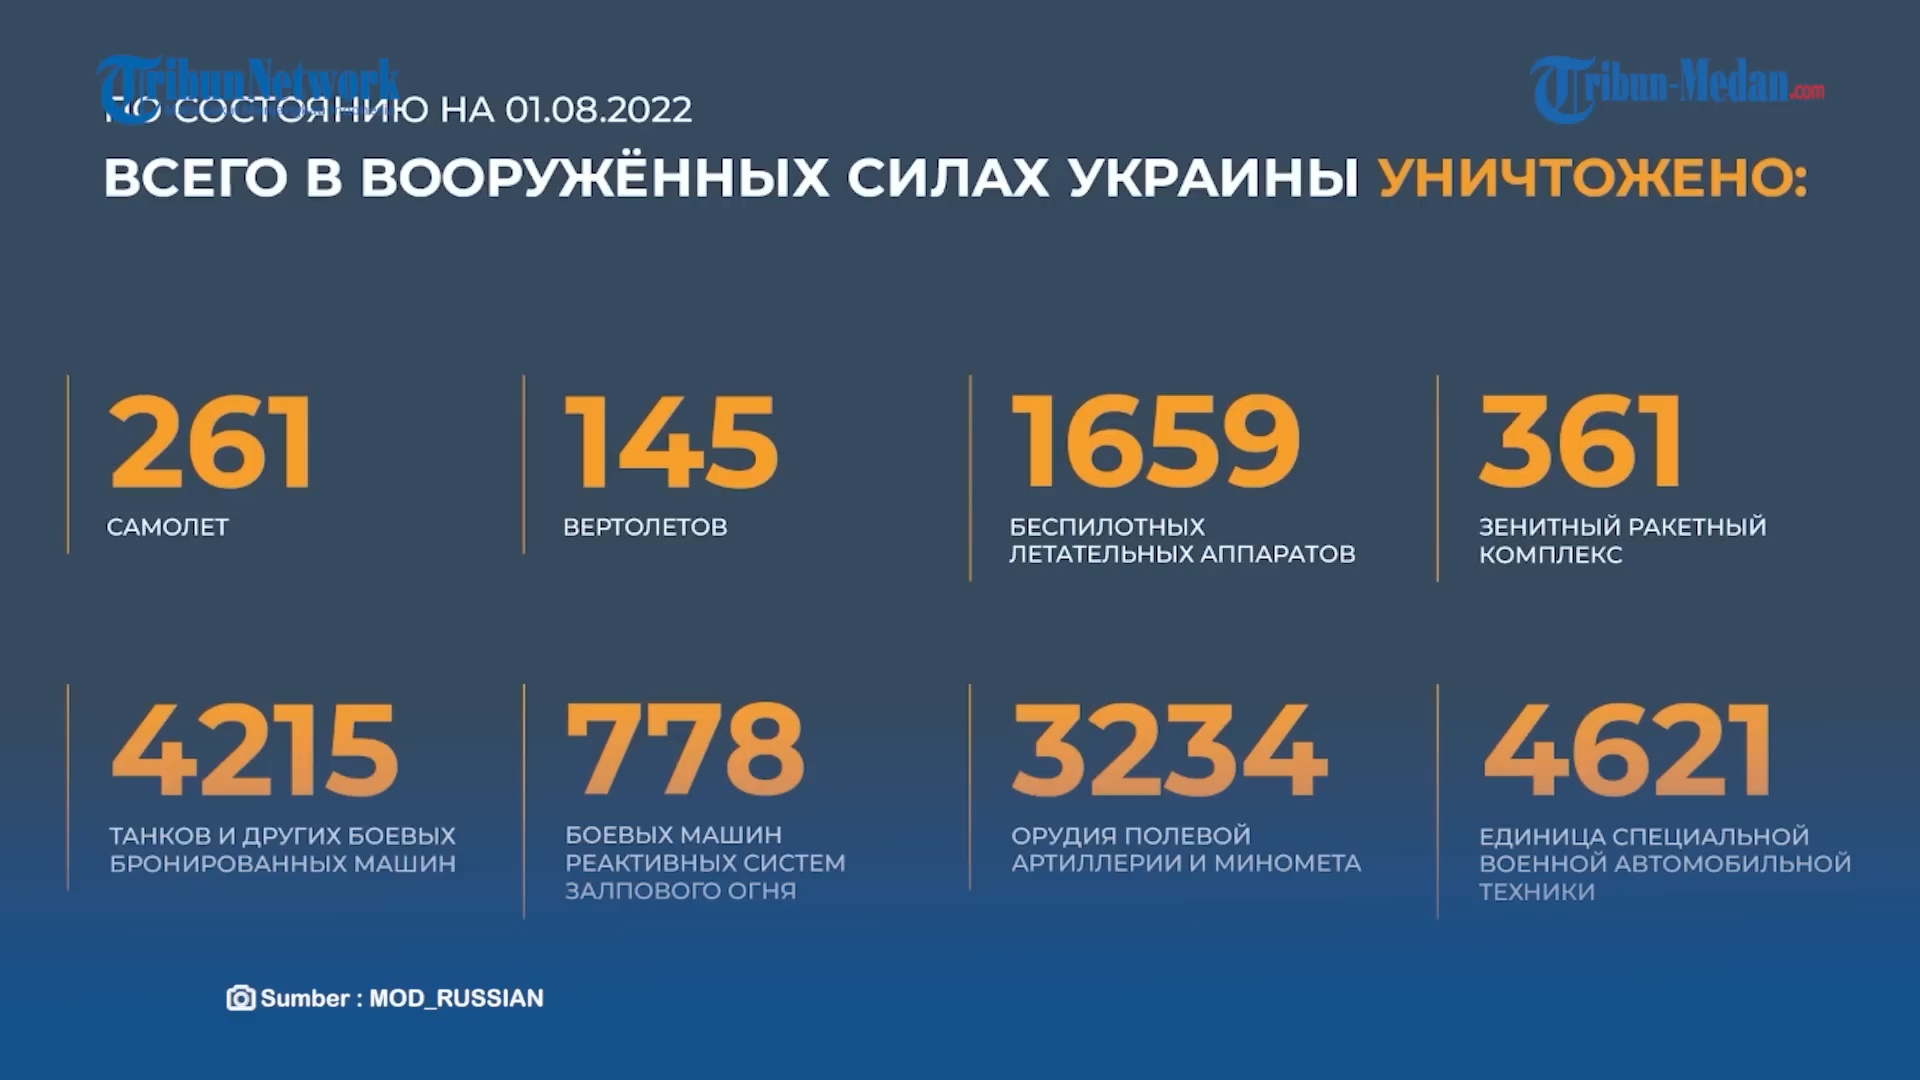 TribunNetwork
Tribun-Medan.com
ПО СОСТОЯНИЮ НА 01.08.2022
ВСЕГО В ВООРУЖЁННЫХ СИЛАХ УКРАИНЫ УНИЧТОЖЕНО:
261
САМОЛЕТ
145
ВЕРТОЛЕТОВ
1659
БЕСПИЛОТНЫХ
ЛЕТАТЕЛЬНЫХ АППАРАТОВ
361
ЗЕНИТНЫЙ РАКЕТНЫЙ
КОМПЛЕКС
4215
ТАНКОВ И ДРУГИХ БОЕВЫХ
БРОНИРОВАННЫХ МАШИН
778
БОЕВЫХ МАШИН
РЕАКТИВНЫХ СИСТЕМ
ЗАЛПОВОГО ОГНЯ
3234
ОРУДИЯ ПОЛЕВОЙ
АРТИЛЛЕРИИ И МИНОМЕТА
4621
ЕДИНИЦА СПЕЦИАЛЬНОЙ
ВОЕННОЙ АВТОМОБИЛЬНОЙ
ТЕХНИКИ
Sumber : MOD_RUSSIAN